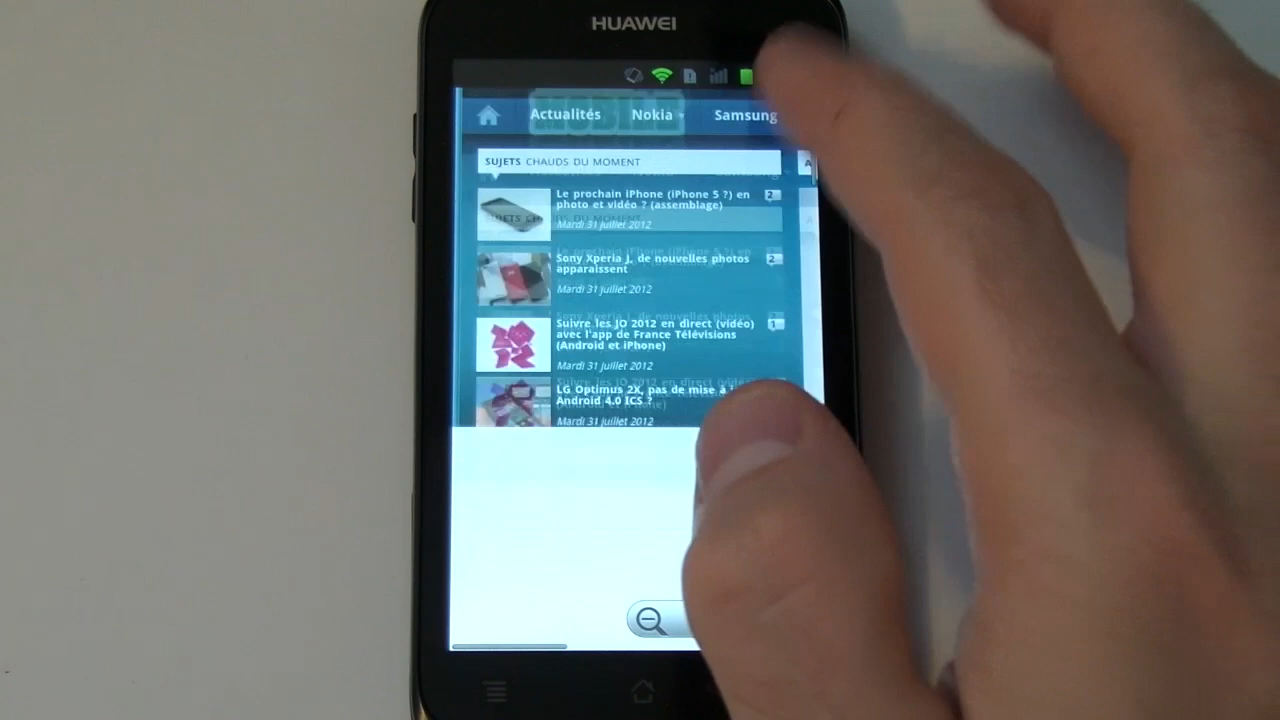 HUAWEI
MOBILE
Actualités Nokia Samsung
SUJETS CHAUDS DU MOMENT
Le prochain iPhone (iPhone 5 ?) en
photo et vidéo ? (assemblage)
2
Mardi 31 juillet 2012
Sony Xperia J, de nouvelles photos
apparaissent
2
Mardi 31 juillet 2012
Suivre les JO 2012 en direct (vidéo)
avec l'app de France Télévisions
(Android et iPhone)
1
Mardi 31 juillet 2012
LG Optimus 2X, pas de mise à
Android 4.0 ICS ?
Mardi 31 juillet 2012